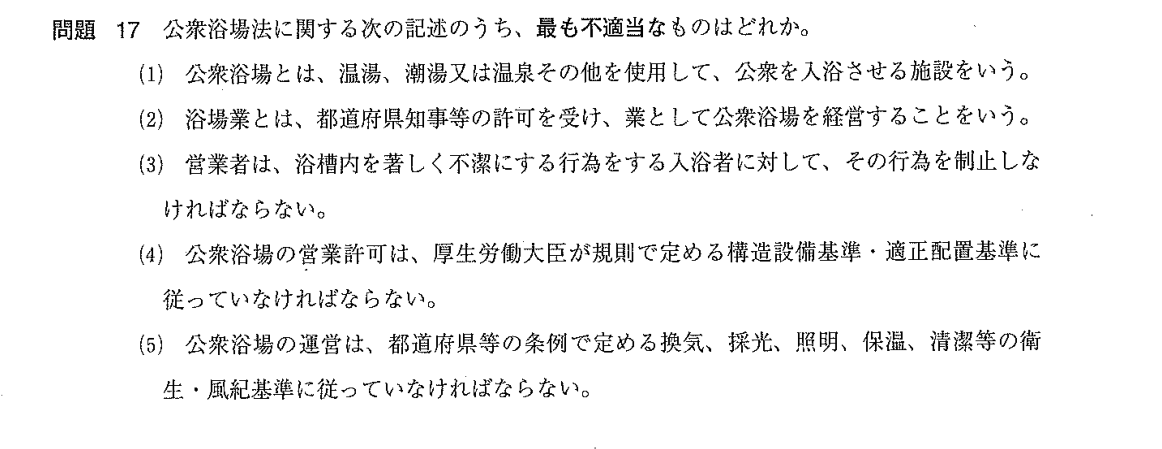 問題 17 公衆浴場法に関する次の記述のうち、最も不適当なものはどれか。
(1) 公衆浴場とは、温湯、潮湯又は温泉その他を使用して、公衆を入浴させる施設をいう。
(2) 浴場業とは、都道府県知事等の許可を受け、業として公衆浴場を経営することをいう。
(3) 営業者は、浴槽内を著しく不潔にする行為をする入浴者に対して、その行為を制止しな
ければならない。
(4) 公衆浴場の営業許可は、厚生労働大臣が規則で定める構造設備基準・適正配置基準に
従っていなければならない。
(5) 公衆浴場の運営は、都道府県等の条例で定める換気、採光、照明、保温、清潔等の衛
生・風紀基準に従っていなければならない。